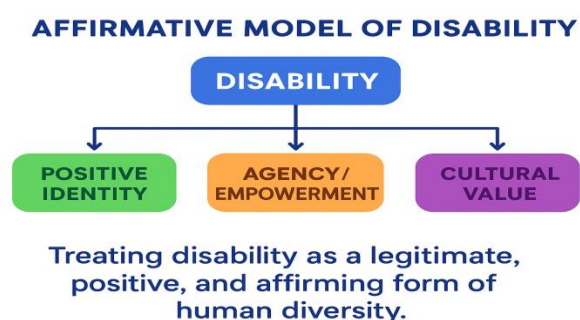 AFFIRMATIVE MODEL OF DISABILITY
DISABILITY
POSITIVE
IDENTITY
AGENCY/
EMPOWERMENT
CULTURAL
VALUE
Treating disability as a legitimate,
positive, and affirming form of
human diversity.